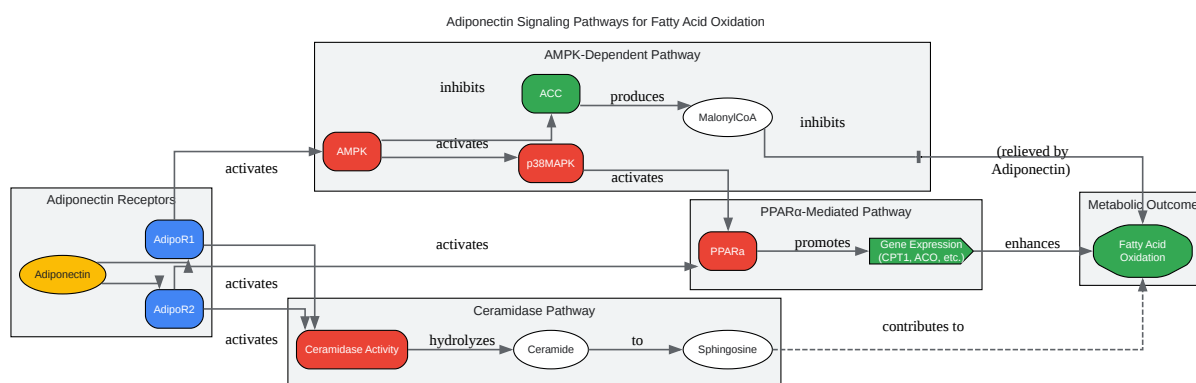 Adiponectin Signaling Pathways for Fatty Acid Oxidation
AMPK-Dependent Pathway
inhibits
ACC
produces
MalonylCoA
inhibits
AMPK
activates
p38MAPK
activates
(relieved by
Adiponectin)
activates
Adiponectin Receptors
AdipoR1
Adiponectin
AdipoR2
activates
activates
activates
PPARα-Mediated Pathway
PPARa
promotes
Gene Expression
(CPT1, ACO, etc.)
enhances
Metabolic Outcome
Fatty Acid
Oxidation
Ceramidase Pathway
Ceramidase Activity
hydrolyzes
Ceramide
to
Sphingosine
contributes to